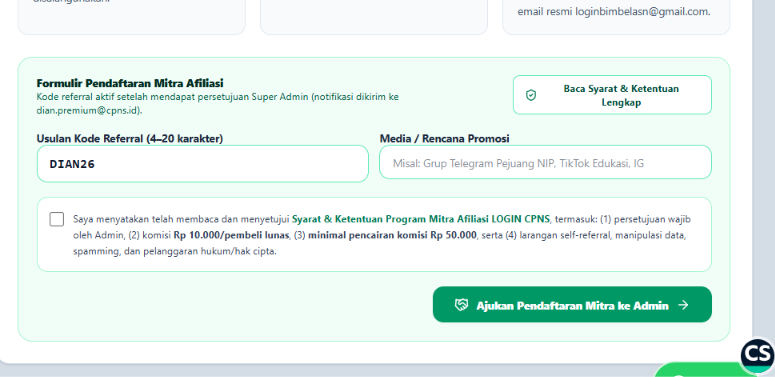 email resmi loginbimbelasn@gmail.com.
Formulir Pendaftaran Mitra Afiliasi
Kode referral aktif setelah mendapat persetujuan Super Admin (notifikasi dikirim ke
dian.premium@cpns.id).
Baca Syarat & Ketentuan
Lengkap
Usulan Kode Referral (4–20 karakter)
DIAN26
Media / Rencana Promosi
Misal: Grup Telegram Pejuang NIP, TikTok Edukasi, IG
Saya menyatakan telah membaca dan menyetujui Syarat & Ketentuan Program Mitra Afiliasi LOGIN CPNS, termasuk: (1) persetujuan wajib
oleh Admin, (2) komisi Rp 10.000/pembeli lunas, (3) minimal pencairan komisi Rp 50.000, serta (4) larangan self-referral, manipulasi data,
spamming, dan pelanggaran hukum/hak cipta.
Ajukan Pendaftaran Mitra ke Admin
CS